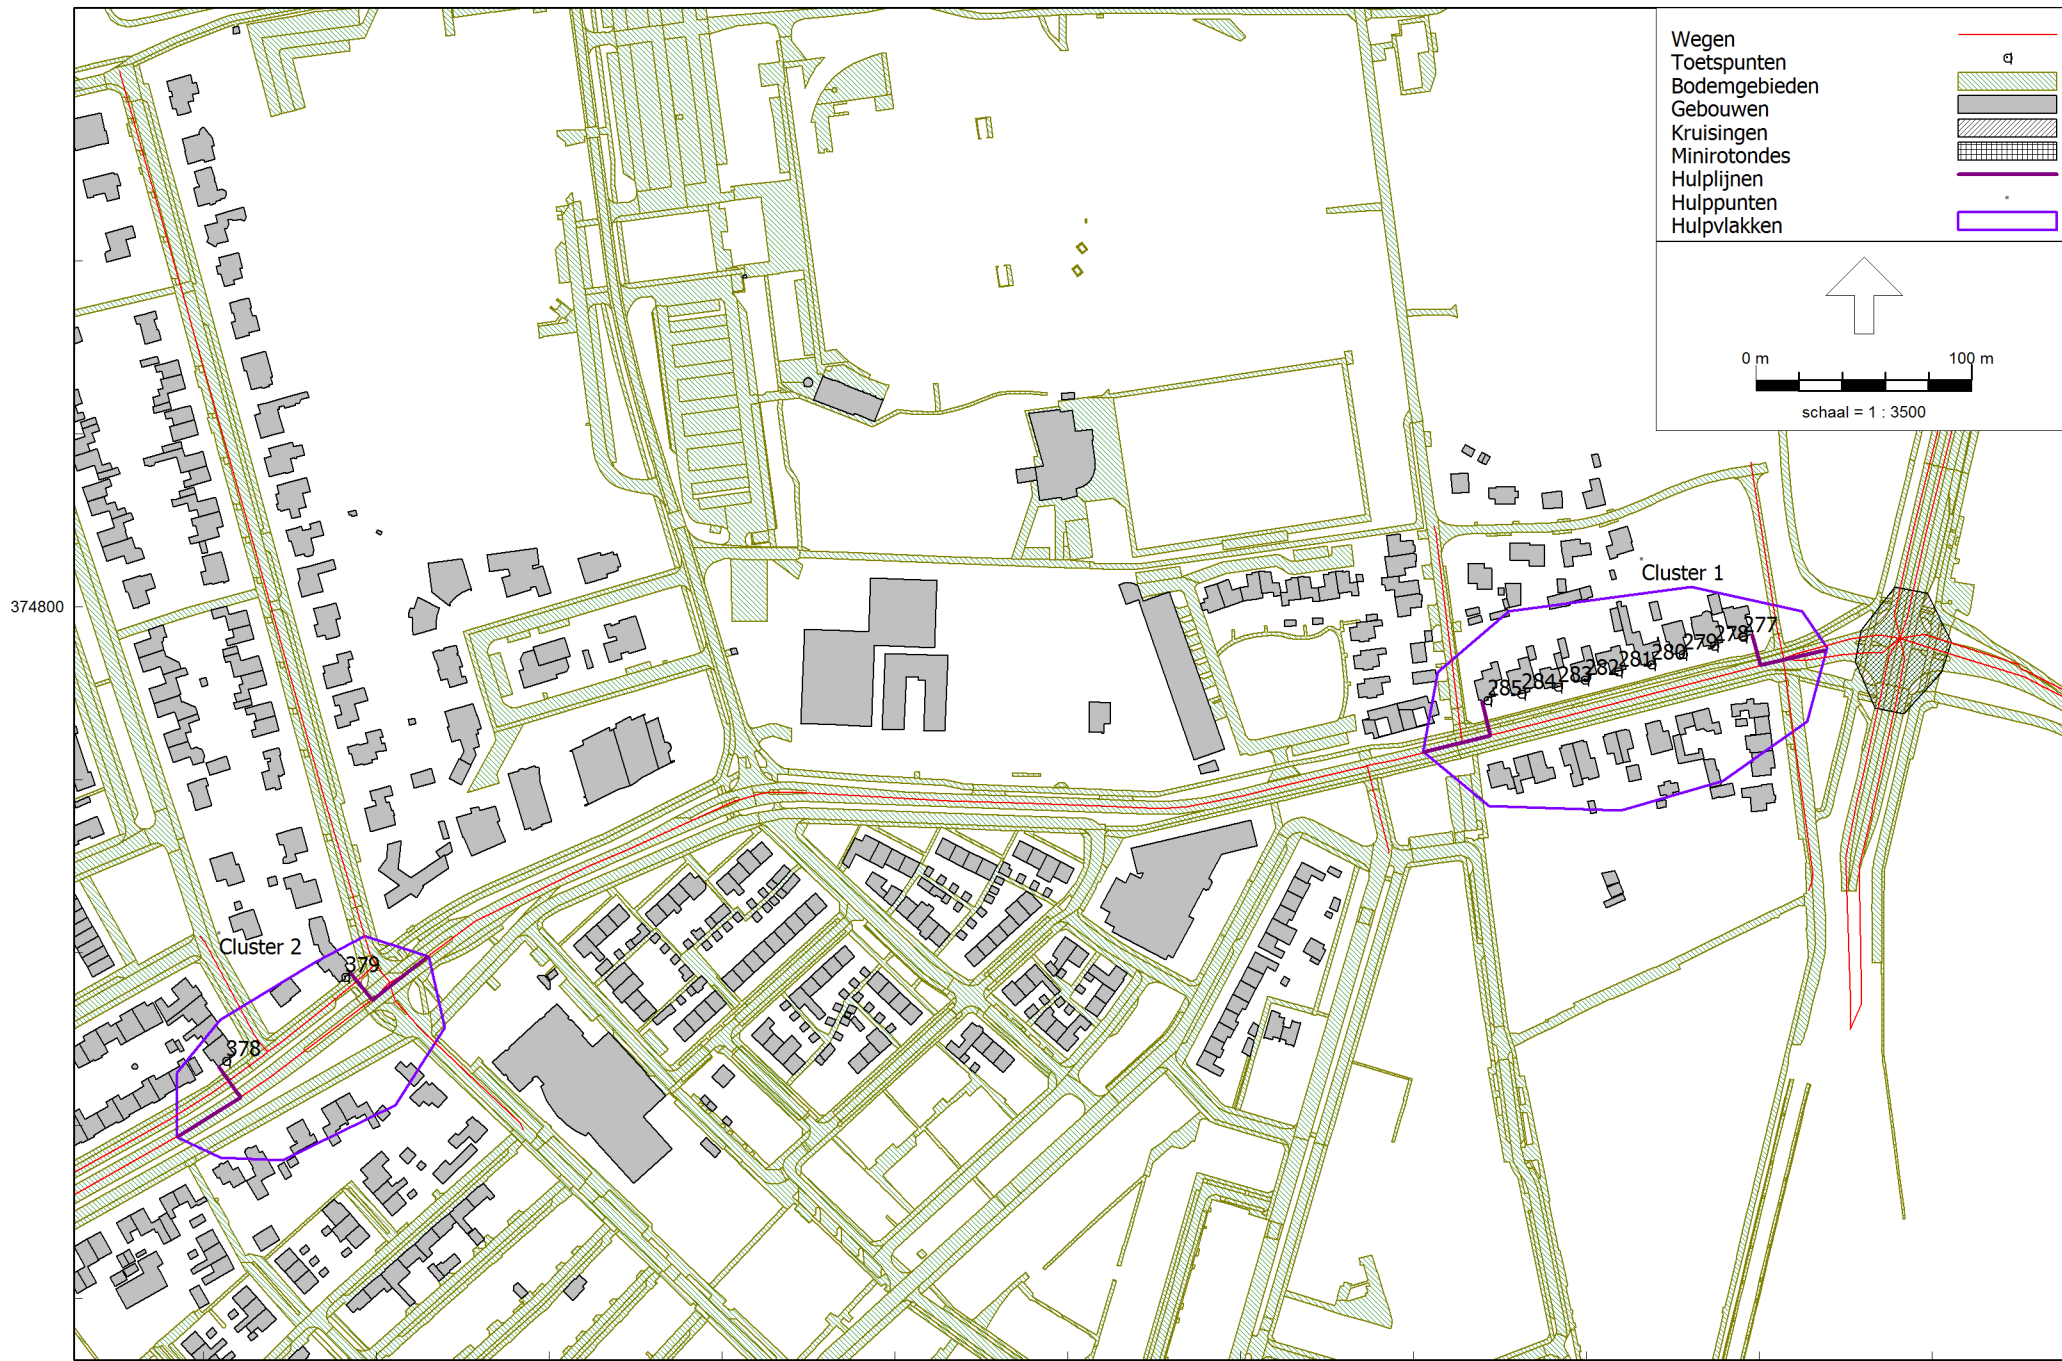 Wegen
Toetspunten
Bodemgebieden
Gebouwen
Kruisingen
Minirotondes
Hulplijnen
Hulppunten
Hulpvlakken
0 m 100 m
schaal = 1 : 3500
374800
Cluster 1
277
278
279
280
281
282
283
284
285
Cluster 2
379
378